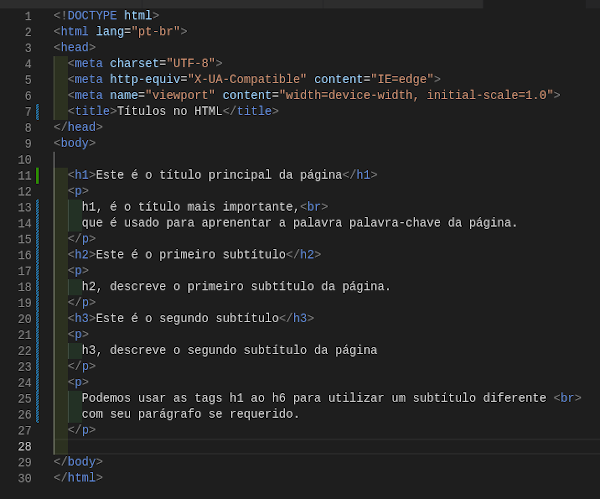 1 <!DOCTYPE html>
2 <html lang="pt-br">
3 <head>
4 <meta charset="UTF-8">
5 <meta http-equiv="X-UA-Compatible" content="IE=edge">
6 <meta name="viewport" content="width=device-width, initial-scale=1.0">
7 <title>Títulos no HTML</title>
8 </head>
9 <body>
10
11 <h1>Este é o título principal da página</h1>
12 <p>
13 h1, é o título mais importante,<br>
14 que é usado para aprenentar a palavra palavra-chave da página.
15 </p>
16 <h2>Este é o primeiro subtítulo</h2>
17 <p>
18 h2, descreve o primeiro subtítulo da página.
19 </p>
20 <h3>Este é o segundo subtítulo</h3>
21 <p>
22 h3, descreve o segundo subtítulo da página
23 </p>
24 <p>
25 Podemos usar as tags h1 ao h6 para utilizar um subtítulo diferente <br>
26 com seu parágrafo se requerido.
27 </p>
28
29 </body>
30 </html>